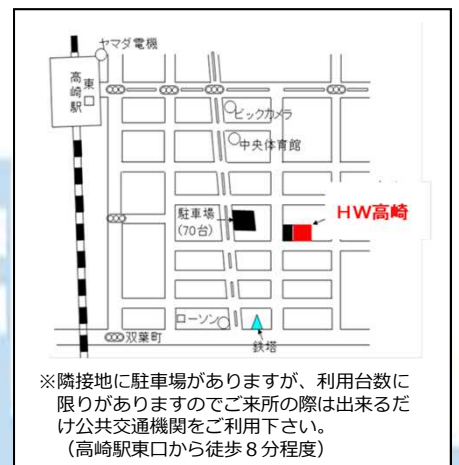 ヤマダ電機
高崎駅
東口
ビックカメラ
中央体育館
駐車場
(70台)
HW高崎
ローソン
双葉町
鉄塔
※隣接地に駐車場がありますが、利用台数に
限りがありますのでご来所の際は出来るだ
け公共交通機関をご利用下さい。
（高崎駅東口から徒歩８分程度）